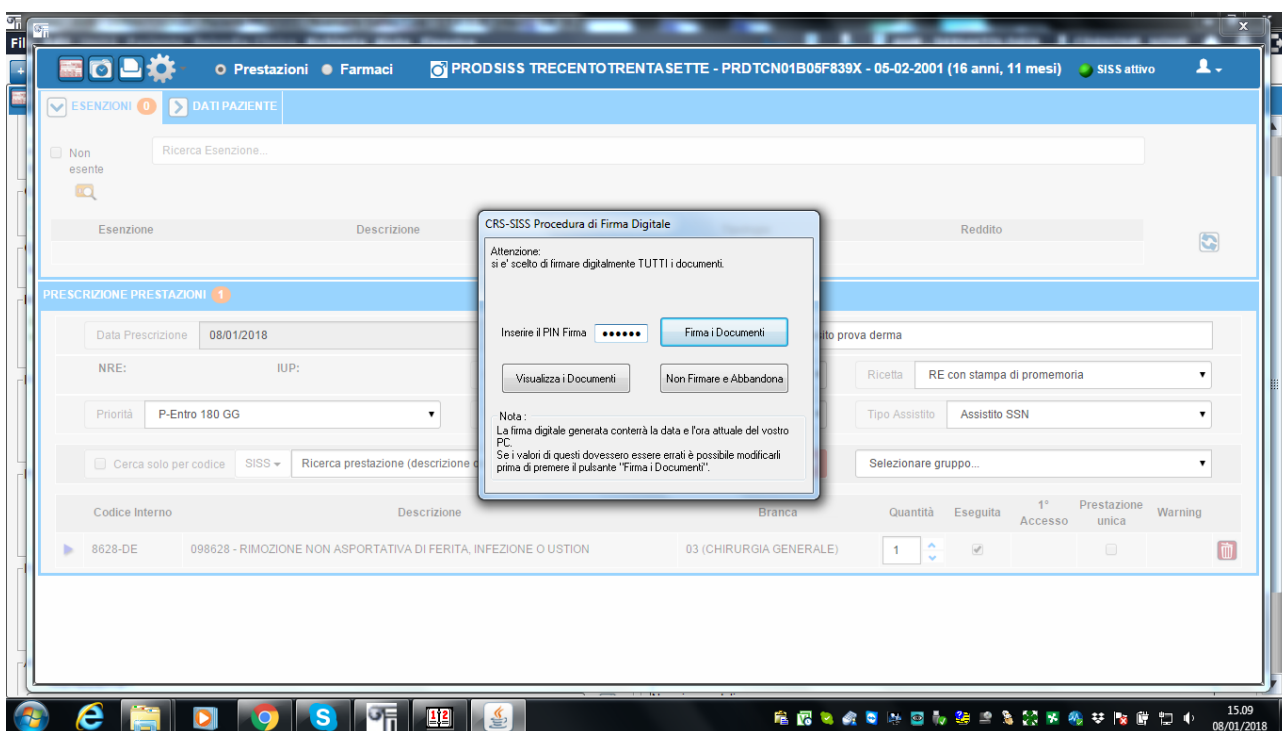 Fil
x
Prestazioni Farmaci PRODSISS TRECENTOTRENTASETTE - PRDTCN01B05F839X - 05-02-2001 (16 anni, 11 mesi) SISS attivo
ESENZIONI 0 DATI PAZIENTE
Non esente
Ricerca Esenzione...
Esenzione Descrizione Reddito
CRS-SISS Procedura di Firma Digitale
Attenzione:
si e' scelto di firmare digitalmente TUTTI i documenti.
Inserire il PIN Firma •••••• Firma i Documenti
Visualizza i Documenti Non Firmare e Abbandona
Nota :
La firma digitale generata conterrà la data e l'ora attuale del vostro
PC.
Se i valori di questi dovessero essere errati è possibile modificarli
prima di premere il pulsante "Firma i Documenti".
PRESCRIZIONE PRESTAZIONI 1
Data Prescrizione 08/01/2018 ito prova derma
NRE: IUP: Ricetta RE con stampa di promemoria
Priorità P-Entro 180 GG Tipo Assistito Assistito SSN
Cerca solo per codice SISS Ricerca prestazione (descrizione Selezionare gruppo...
Codice Interno Descrizione Branca Quantità Eseguita 1° Accesso Prestazione unica Warning
8628-DE 098628 - RIMOZIONE NON ASPORTATIVA DI FERITA, INFEZIONE O USTION 03 (CHIRURGIA GENERALE) 1
15.09
08/01/2018